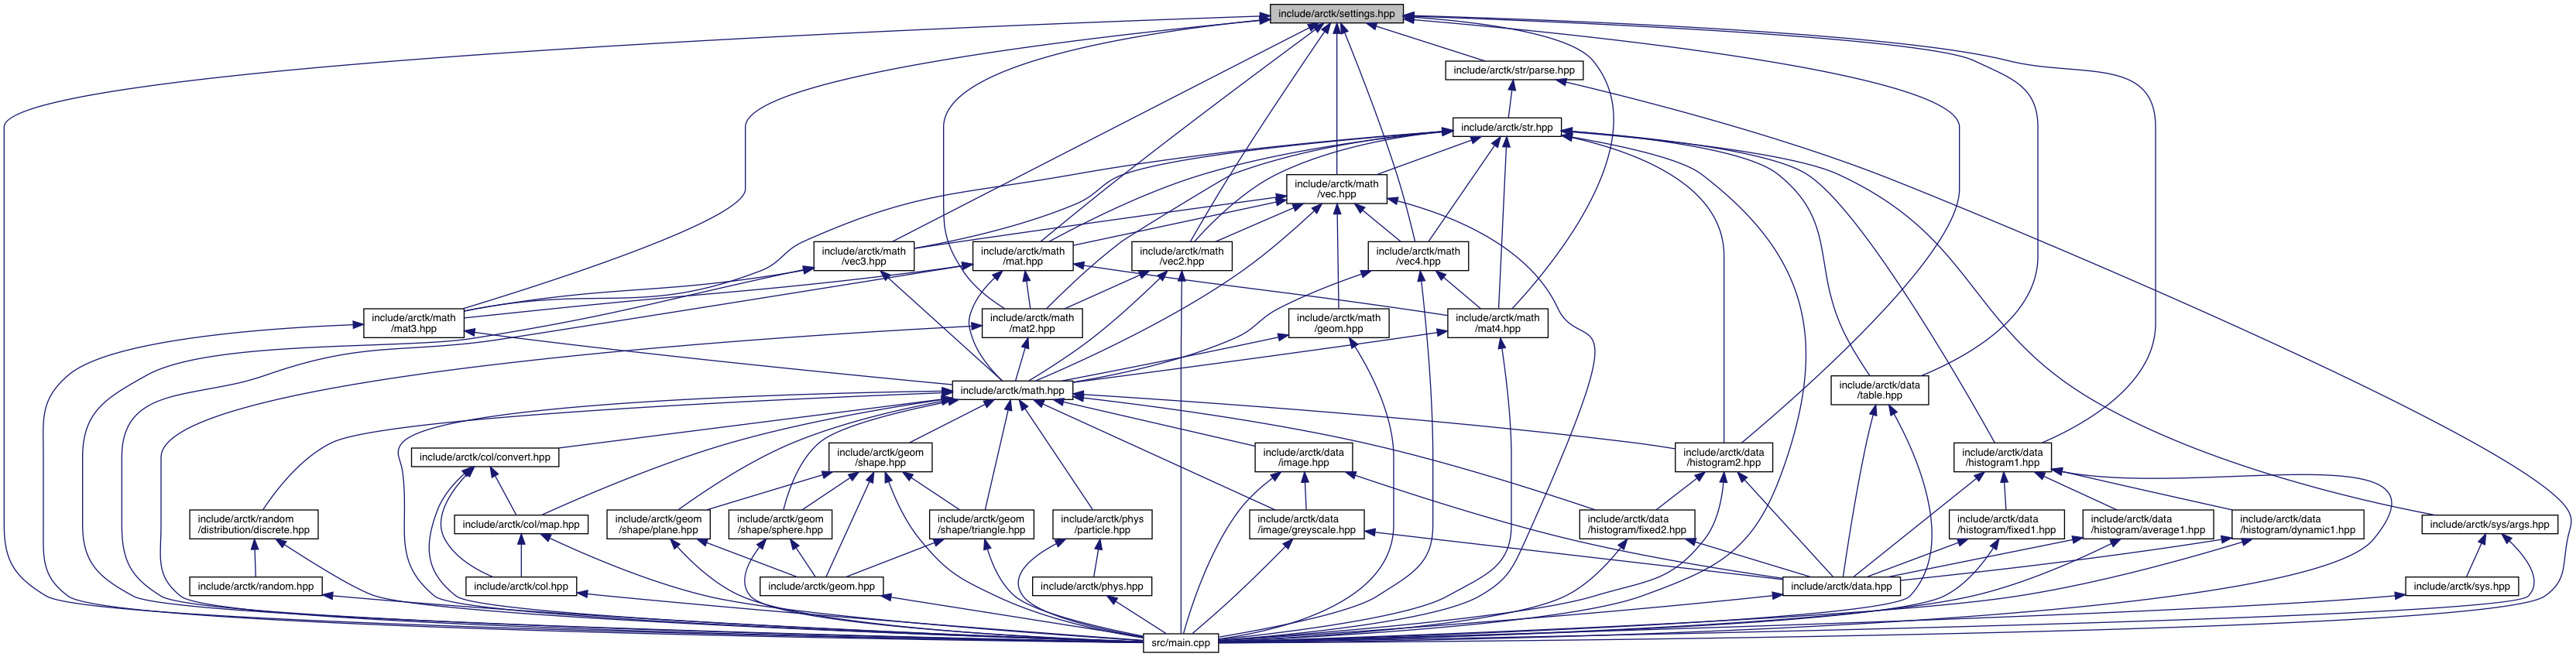 include/arctk/settings.hpp
include/arctk/str/parse.hpp
include/arctk/str.hpp
include/arctk/math
/vec.hpp
include/arctk/math
/vec3.hpp
include/arctk/math
/mat.hpp
include/arctk/math
/vec2.hpp
include/arctk/math
/vec4.hpp
include/arctk/math
/mat3.hpp
include/arctk/math
/mat2.hpp
include/arctk/math
/geom.hpp
include/arctk/math
/mat4.hpp
include/arctk/math.hpp
include/arctk/data
/table.hpp
include/arctk/col/convert.hpp
include/arctk/geom
/shape.hpp
include/arctk/data
/image.hpp
include/arctk/data
/histogram2.hpp
include/arctk/data
/histogram1.hpp
include/arctk/random
/distribution/discrete.hpp
include/arctk/col/map.hpp
include/arctk/geom
/shape/plane.hpp
include/arctk/geom
/shape/sphere.hpp
include/arctk/geom
/shape/triangle.hpp
include/arctk/phys
/particle.hpp
include/arctk/data
/image/greyscale.hpp
include/arctk/data
/histogram/fixed2.hpp
include/arctk/data
/histogram/fixed1.hpp
include/arctk/data
/histogram/average1.hpp
include/arctk/data
/histogram/dynamic1.hpp
include/arctk/sys/args.hpp
include/arctk/random.hpp
include/arctk/col.hpp
include/arctk/geom.hpp
include/arctk/phys.hpp
include/arctk/data.hpp
include/arctk/sys.hpp
src/main.cpp